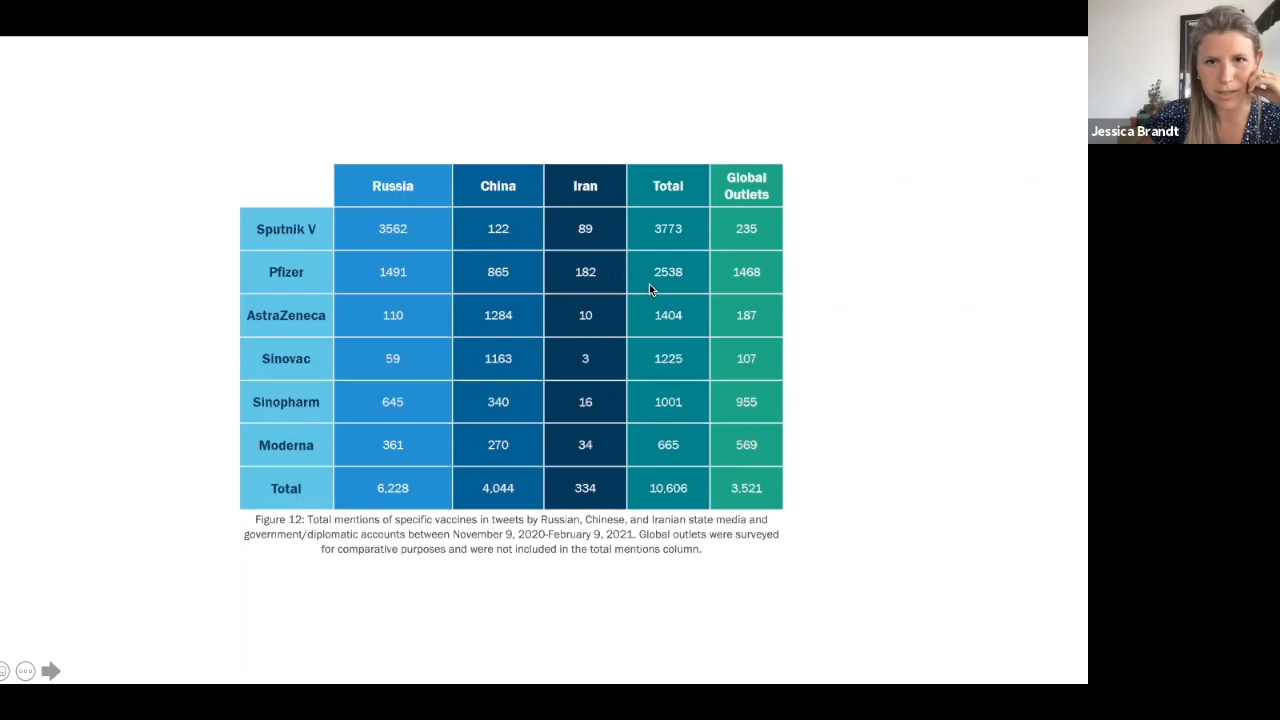 Jessica Brandt
Russia China Iran Total Global Outlets
Sputnik V 3562 122 89 3773 235
Pfizer 1491 865 182 2538 1468
AstraZeneca 110 1284 10 1404 187
Sinovac 59 1163 3 1225 107
Sinopharm 645 340 16 1001 955
Moderna 361 270 34 665 569
Total 6,228 4,044 334 10,606 3,521
Figure 12: Total mentions of specific vaccines in tweets by Russian, Chinese, and Iranian state media and
government/diplomatic accounts between November 9, 2020-February 9, 2021. Global outlets were surveyed
for comparative purposes and were not included in the total mentions column.